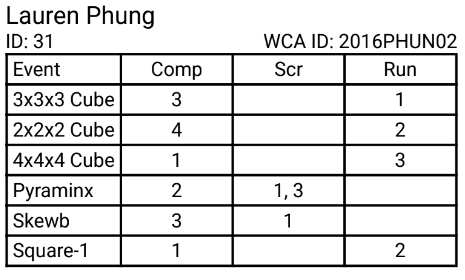 Lauren Phung
ID: 31 WCA ID: 2016PHUN02
Event Comp Scr Run
3x3x3 Cube 3 1
2x2x2 Cube 4 2
4x4x4 Cube 1 3
Pyraminx 2 1, 3
Skewb 3 1
Square-1 1 2